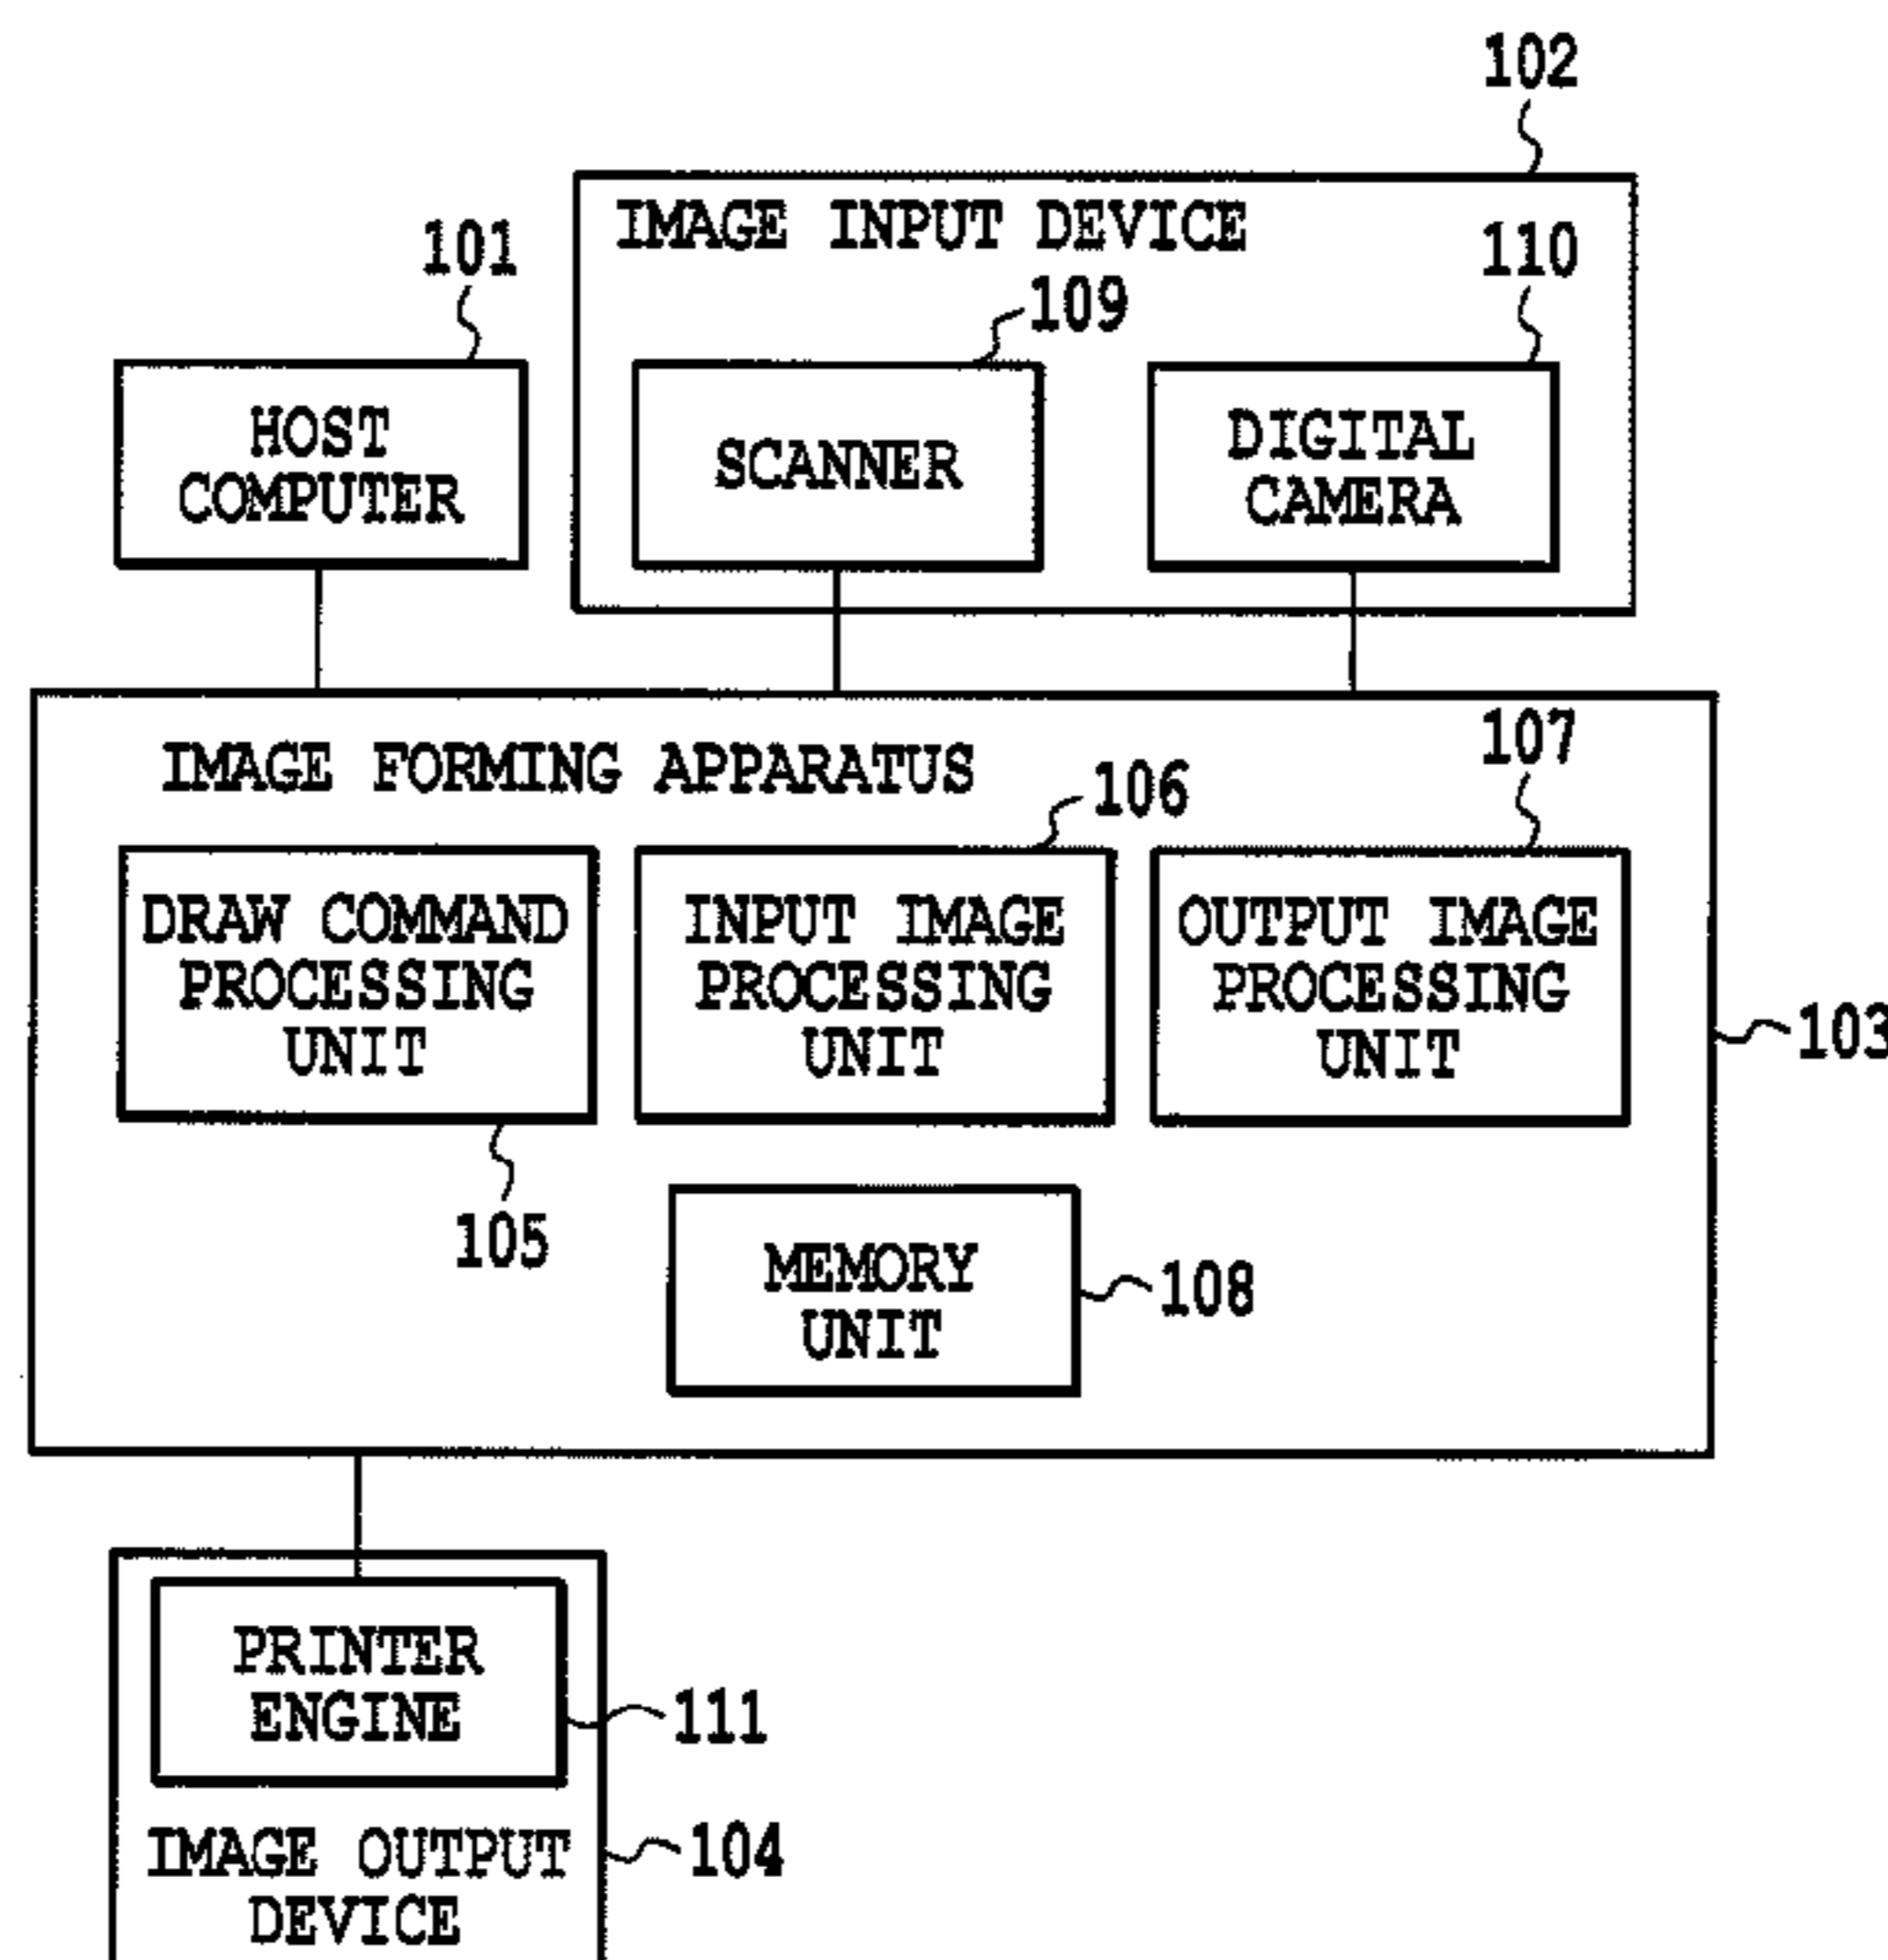 102
IMAGE INPUT DEVICE
101
110
109
HOST
COMPUTER
SCANNER
DIGITAL
CAMERA
IMAGE FORMING APPARATUS
107
106
DRAW COMMAND
PROCESSING
UNIT
INPUT IMAGE
PROCESSING
UNIT
OUTPUT IMAGE
PROCESSING
UNIT
103
105
MEMORY
UNIT
108
PRINTER
ENGINE
111
IMAGE OUTPUT
DEVICE
104